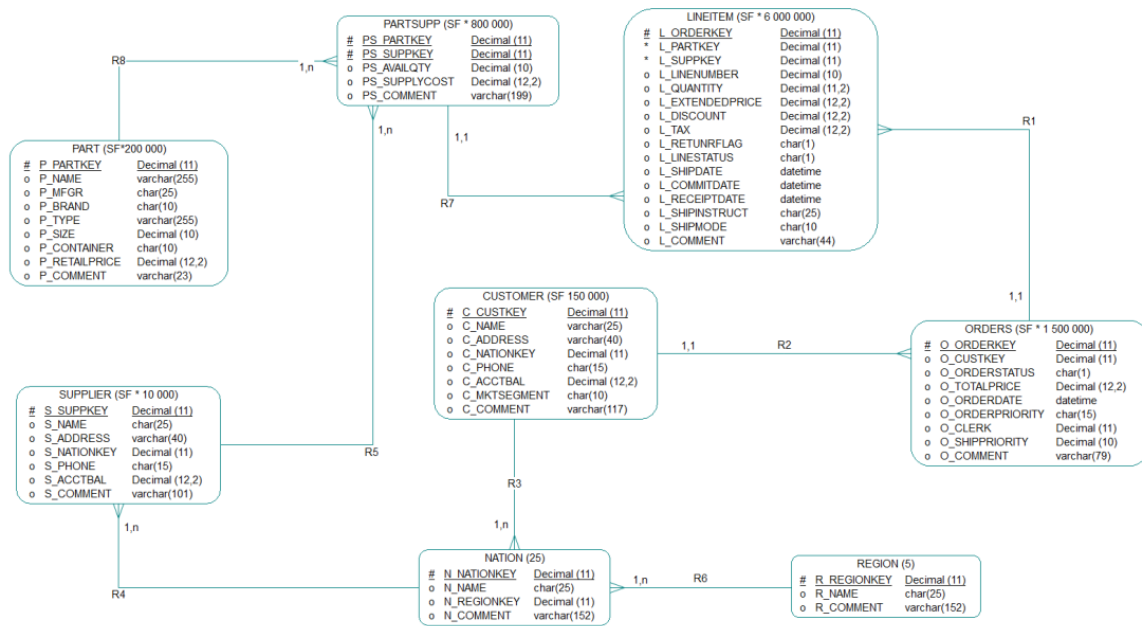 PARTSUPP (SF * 800 000)
# PS_PARTKEY Decimal (11)
# PS_SUPPKEY Decimal (11)
o PS_AVAILQTY Decimal (10)
o PS_SUPPLYCOST Decimal (12,2)
o PS_COMMENT varchar(199)
LINEITEM (SF * 6 000 000)
# L_ORDERKEY Decimal (11)
* L_PARTKEY Decimal (11)
* L_SUPPKEY Decimal (11)
o L_LINENUMBER Decimal (10)
o L_QUANTITY Decimal (11,2)
o L_EXTENDEDPRICE Decimal (12,2)
o L_DISCOUNT Decimal (12,2)
o L_TAX Decimal (12,2)
o L_RETUNRFLAG char(1)
o L_LINESTATUS char(1)
o L_SHIPDATE datetime
o L_COMMITDATE datetime
o L_RECEIPTDATE datetime
o L_SHIPINSTRUCT char(25)
o L_SHIPMODE char(10
o L_COMMENT varchar(44)
R8
1,n
1,n
1,1
R7
R1
1,1
PART (SF*200 000)
# P_PARTKEY Decimal (11)
o P_NAME varchar(255)
o P_MFGR char(25)
o P_BRAND char(10)
o P_TYPE varchar(255)
o P_SIZE Decimal (10)
o P_CONTAINER char(10)
o P_RETAILPRICE Decimal (12,2)
o P_COMMENT varchar(23)
CUSTOMER (SF 150 000)
# C_CUSTKEY Decimal (11)
o C_NAME varchar(25)
o C_ADDRESS varchar(40)
o C_NATIONKEY Decimal (11)
o C_PHONE char(15)
o C_ACCTBAL Decimal (12,2)
o C_MKTSEGMENT char(10)
o C_COMMENT varchar(117)
1,1
R2
ORDERS (SF * 1 500 000)
# O_ORDERKEY Decimal (11)
o O_CUSTKEY Decimal (11)
o O_ORDERSTATUS char(1)
o O_TOTALPRICE Decimal (12,2)
o O_ORDERDATE datetime
o O_ORDERPRIORITY char(15)
o O_CLERK Decimal (11)
o O_SHIPPRIORITY Decimal (10)
o O_COMMENT varchar(79)
SUPPLIER (SF * 10 000)
# S_SUPPKEY Decimal (11)
o S_NAME char(25)
o S_ADDRESS varchar(40)
o S_NATIONKEY Decimal (11)
o S_PHONE char(15)
o S_ACCTBAL Decimal (12,2)
o S_COMMENT varchar(101)
R5
R3
1,n
1,n
R4
NATION (25)
# N_NATIONKEY Decimal (11)
o N_NAME char(25)
o N_REGIONKEY Decimal (11)
o N_COMMENT varchar(152)
1,n
R6
REGION (5)
# R_REGIONKEY Decimal (11)
o R_NAME char(25)
o R_COMMENT varchar(152)